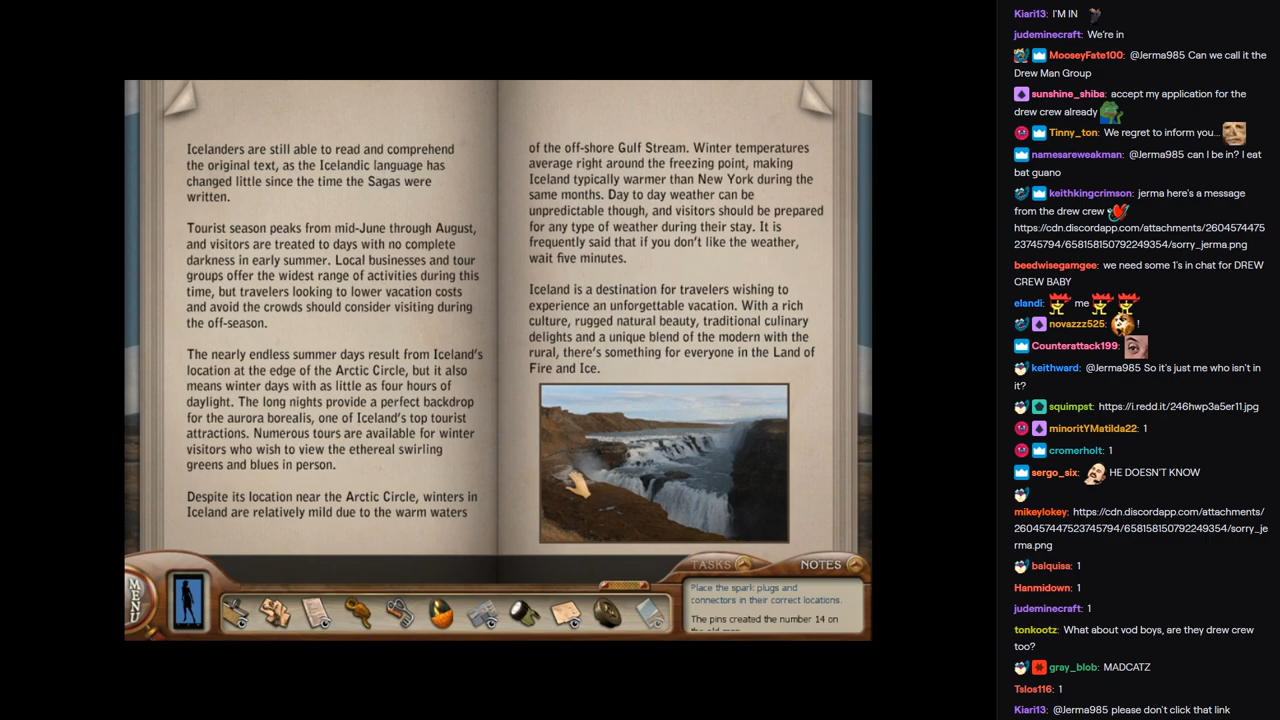 Icelanders are still able to read and comprehend
the original text, as the Icelandic language has
changed little since the time the Sagas were
written.
Tourist season peaks from mid-June through August,
and visitors are treated to days with no complete
darkness in early summer. Local businesses and tour
groups offer the widest range of activities during this
time, but travelers looking to lower vacation costs
and avoid the crowds should consider visiting during
the off-season.
The nearly endless summer days result from Iceland's
location at the edge of the Arctic Circle, but it also
means winter days with as little as four hours of
daylight. The long nights provide a perfect backdrop
for the aurora borealis, one of Iceland's top tourist
attractions. Numerous tours are available for winter
visitors who wish to view the ethereal swirling
greens and blues in person.
Despite its location near the Arctic Circle, winters in
Iceland are relatively mild due to the warm waters
of the off-shore Gulf Stream. Winter temperatures
average right around the freezing point, making
Iceland typically warmer than New York during the
same months. Day to day weather can be
unpredictable though, and visitors should be prepared
for any type of weather during their stay. It is
frequently said that if you don't like the weather,
wait five minutes.
Iceland is a destination for travelers wishing to
experience an unforgettable vacation. With a rich
culture, rugged natural beauty, traditional culinary
delights and a unique blend of the modern with the
rural, there's something for everyone in the Land of
Fire and Ice.
MENU
TASKS
NOTES
Place the spark plugs and
connectors in their correct locations.
The pins created the number 14 on
Kiari13: I'M IN
judeminecraft: We're in
MooseyFate100: @Jerma985 Can we call it the
Drew Man Group
sunshine_shiba: accept my application for the
drew crew already
Tinny_ton: We regret to inform you...
namesareweakman: @Jerma985 can I be in? I eat
bat guano
keithkingcrimson: jerma here's a message
from the drew crew
https://cdn.discordapp.com/attachments/2604574475
23745794/658158150792249354/sorry_jerma.png
beedwisegamgee: we need some 1's in chat for DREW
CREW BABY
elandi: me
novazzz525: !
Counterattack199:
keithward: @Jerma985 So it's just me who isn't in
it?
squimpst: https://i.redd.it/246hwp3a5er11.jpg
minoritYMatilda22: 1
cromerholt: 1
sergo_six: HE DOESN'T KNOW
mikeylokey: https://cdn.discordapp.com/attachments/
260457447523745794/658158150792249354/sorry_je
rma.png
balquisa: 1
Hanmidown: 1
judeminecraft: 1
tonkootz: What about vod boys, are they drew crew
too?
gray_blob: MADCATZ
Tslos116: 1
Kiari13: @Jerma985 please don't click that link